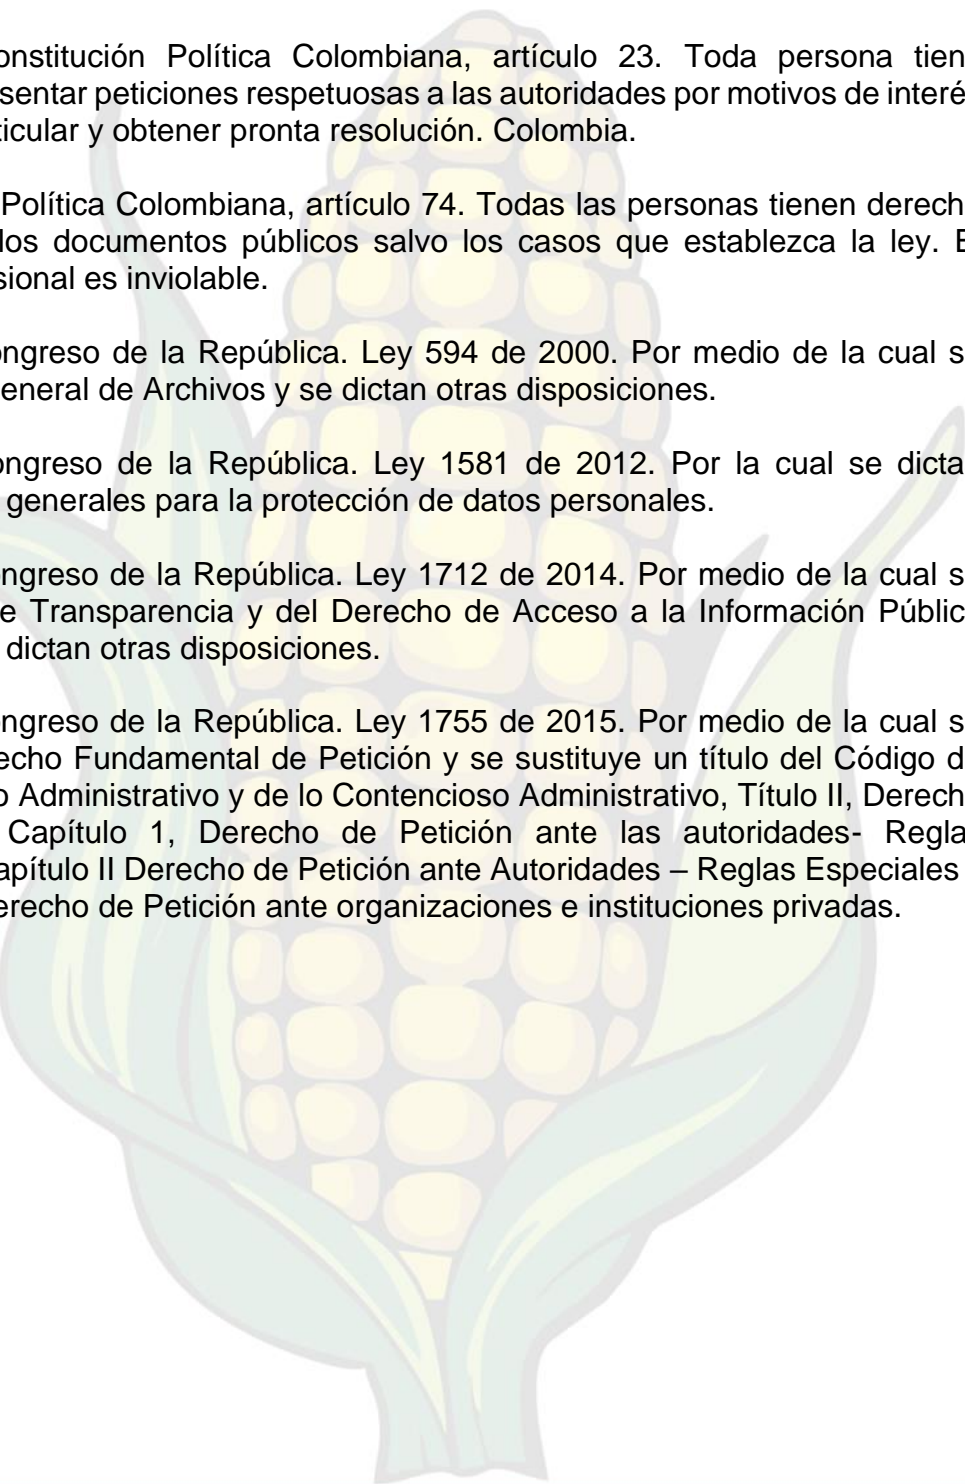 onstitución Política Colombiana, artículo 23. Toda persona tien
sentar peticiones respetuosas a las autoridades por motivos de interé
ticular y obtener pronta resolución. Colombia.
Política Colombiana, artículo 74. Todas las personas tienen derech
los documentos públicos salvo los casos que establezca la ley. E
sional es inviolable.
ongreso de la República. Ley 594 de 2000. Por medio de la cual s
eneral de Archivos y se dictan otras disposiciones.
ongreso de la República. Ley 1581 de 2012. Por la cual se dicta
generales para la protección de datos personales.
ongreso de la República. Ley 1712 de 2014. Por medio de la cual s
e Transparencia y del Derecho de Acceso a la Información Públic
dictan otras disposiciones.
ongreso de la República. Ley 1755 de 2015. Por medio de la cual s
echo Fundamental de Petición y se sustituye un título del Código d
o Administrativo y de lo Contencioso Administrativo, Título II, Derech
Capítulo 1, Derecho de Petición ante las autoridades- Regla
apítulo II Derecho de Petición ante Autoridades – Reglas Especiales
erecho de Petición ante organizaciones e instituciones privadas.